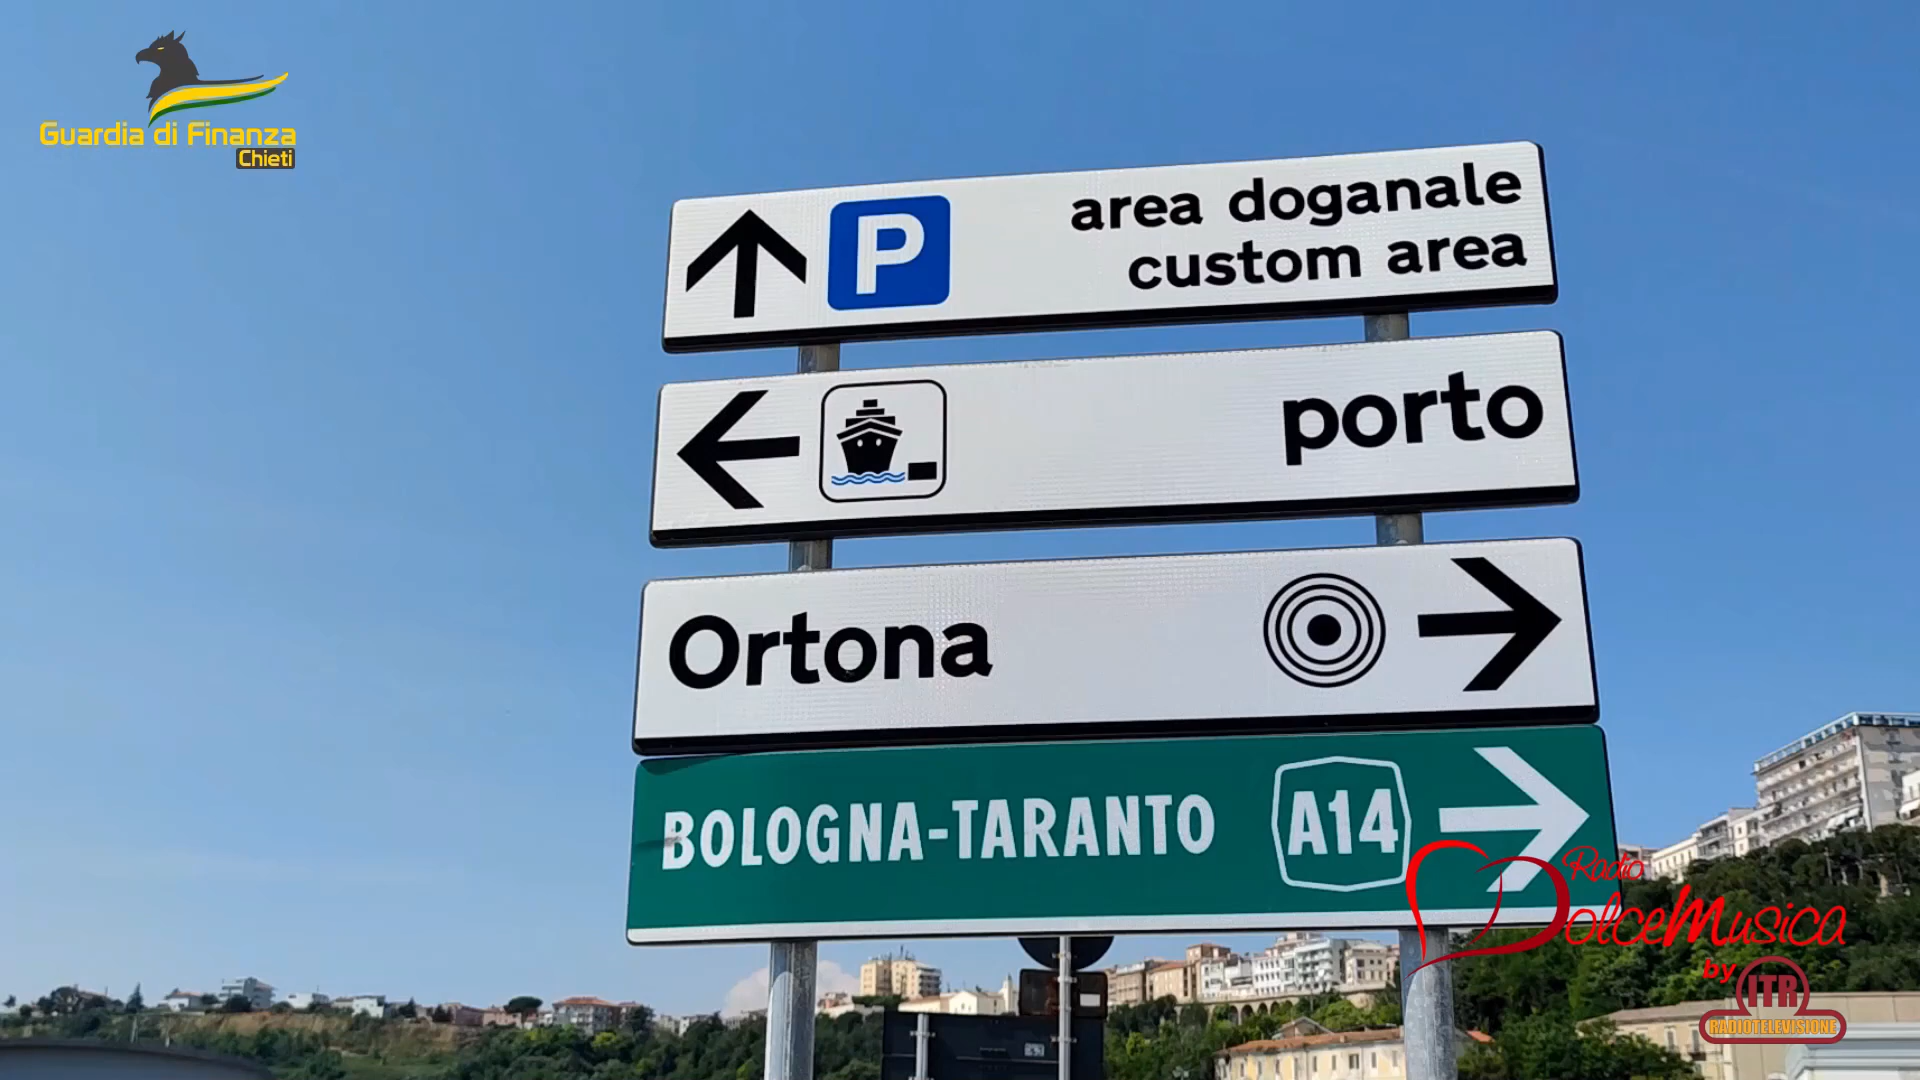 Guardia di Finanza
Chieti
P
area doganale
custom area
porto
Ortona
BOLOGNA-TARANTO A14
Radio
DolceMusica
by
ITR
RADIOTELEVISIONE